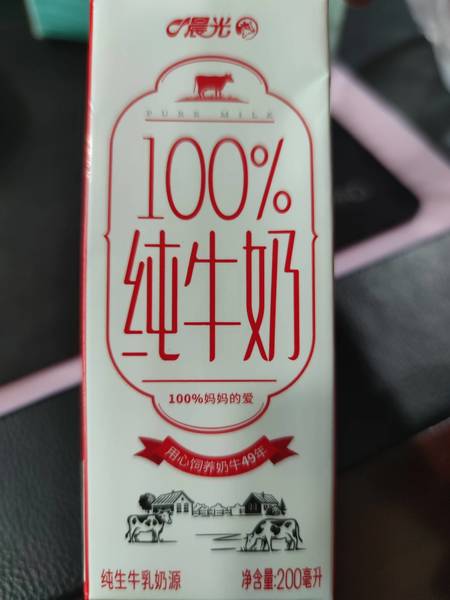 晨光
PURE MILK
100%
纯牛奶
100%妈妈的爱
用心饲养奶牛49年
纯生牛乳奶源
净含量:200毫升